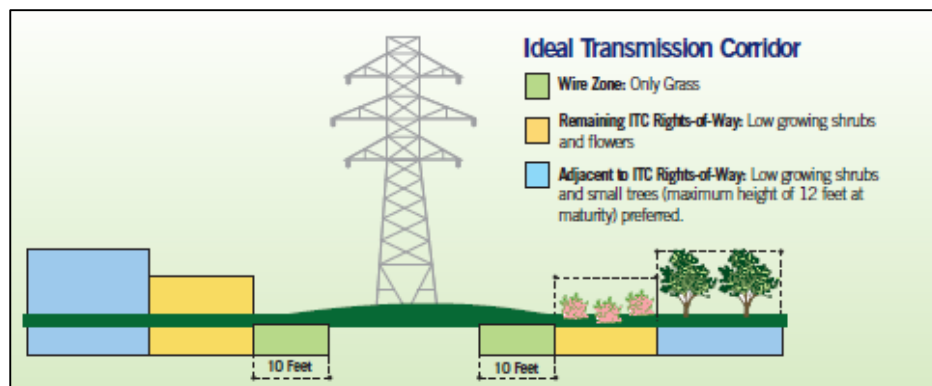 Ideal Transmission Corridor
Wire Zone: Only Grass
Remaining ITC Rights-of-Way: Low growing shrubs
and flowers
Adjacent to ITC Rights-of-Way: Low growing shrubs
and small trees (maximum height of 12 feet at
maturity) preferred.
10 Feet
10 Feet